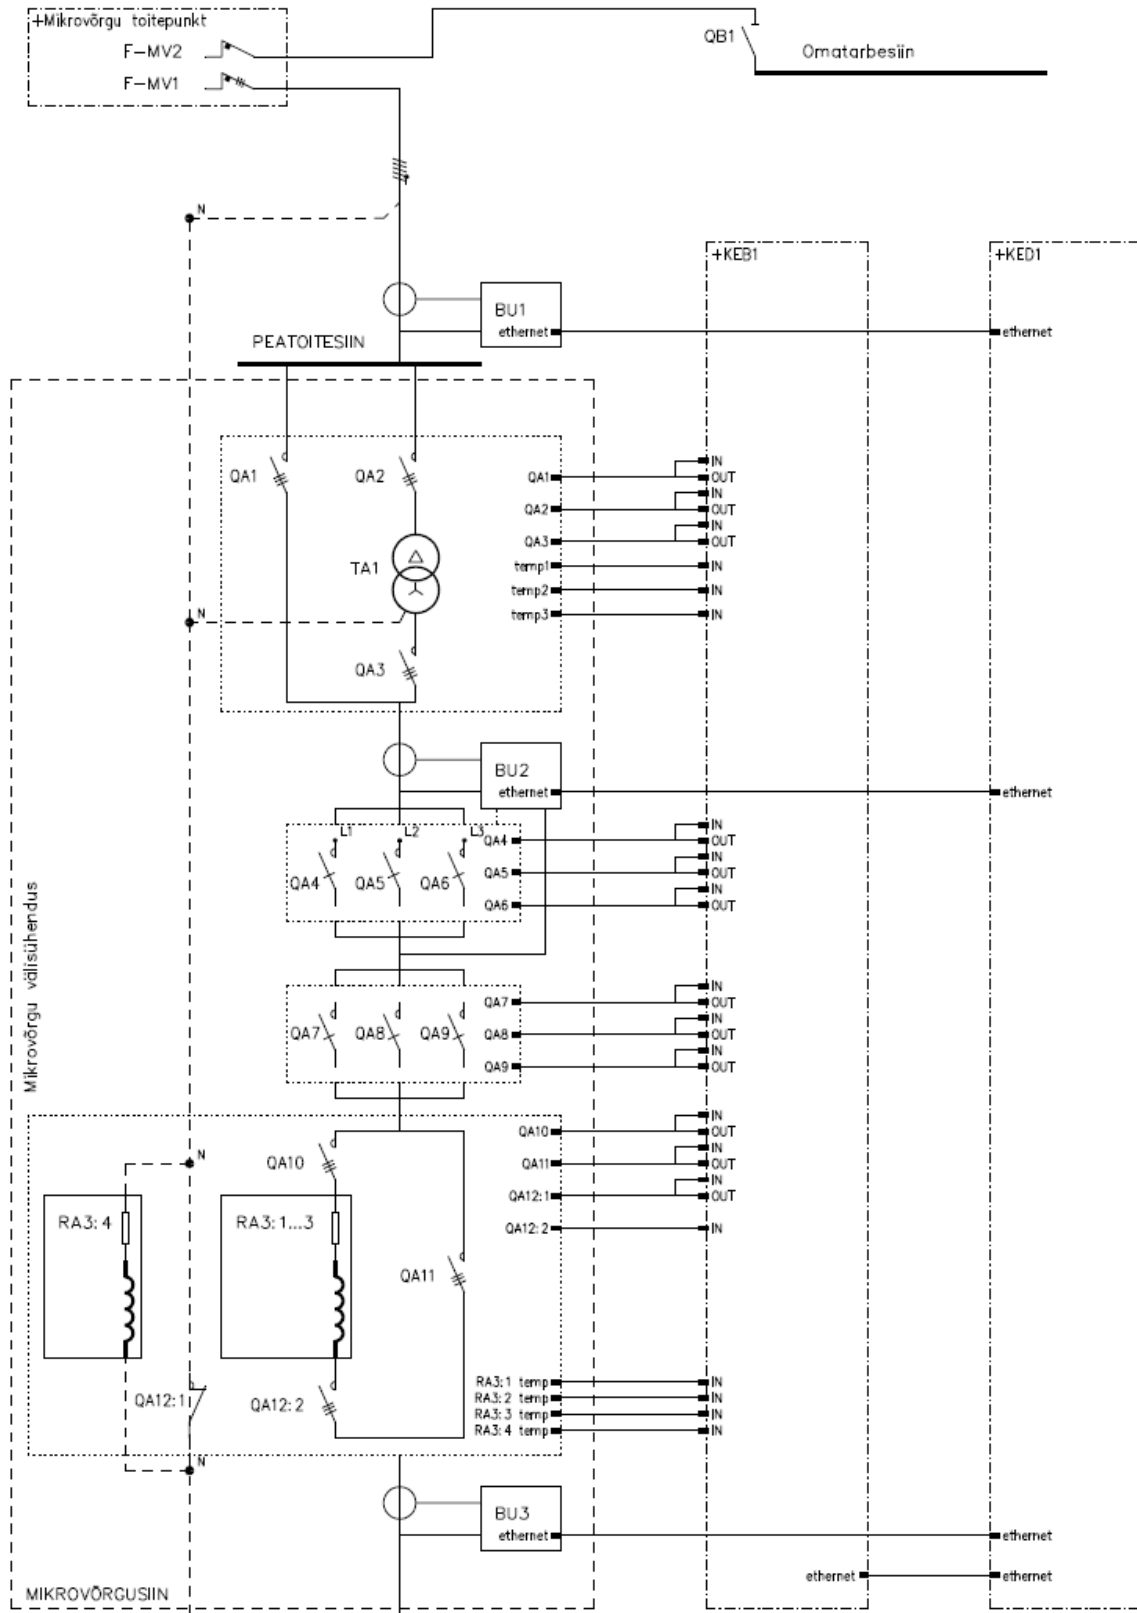 +Mikrovõrgu toitepunkt
F-MV2
F-MV1
QB1
Omatarbesiin
N
+KEB1
+KED1
BU1
ethernet
ethernet
PEATOITESIIN
QA1
QA2
QA1
IN
OUT
QA2
IN
OUT
QA3
IN
OUT
TA1
temp1
IN
temp2
IN
temp3
IN
N
QA3
BU2
ethernet
ethernet
L1
L2
L3
QA4
QA5
QA6
QA4
IN
OUT
QA5
IN
OUT
QA6
IN
OUT
Mikrovõrgu välisühendus
QA7
QA8
QA9
QA7
IN
OUT
QA8
IN
OUT
QA9
IN
OUT
N
QA10
QA10
IN
OUT
QA11
IN
OUT
QA12:1
IN
OUT
QA12:2
IN
RA3:4
RA3:1...3
QA11
QA12:1
QA12:2
RA3:1 temp
IN
RA3:2 temp
IN
RA3:3 temp
IN
RA3:4 temp
IN
N
BU3
ethernet
ethernet
ethernet
ethernet
MIKROVÕRGUSIIN